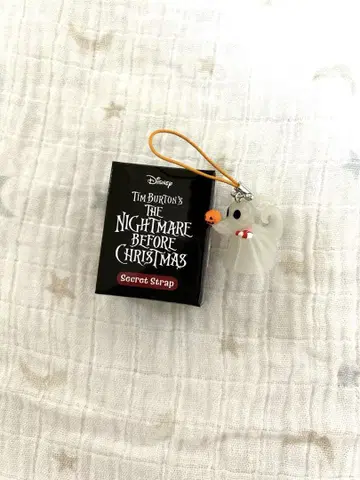 Disney
TIM BURTON'S
THE
NIGHTMARE
BEFORE
CHRISTMAS
Secret Strap